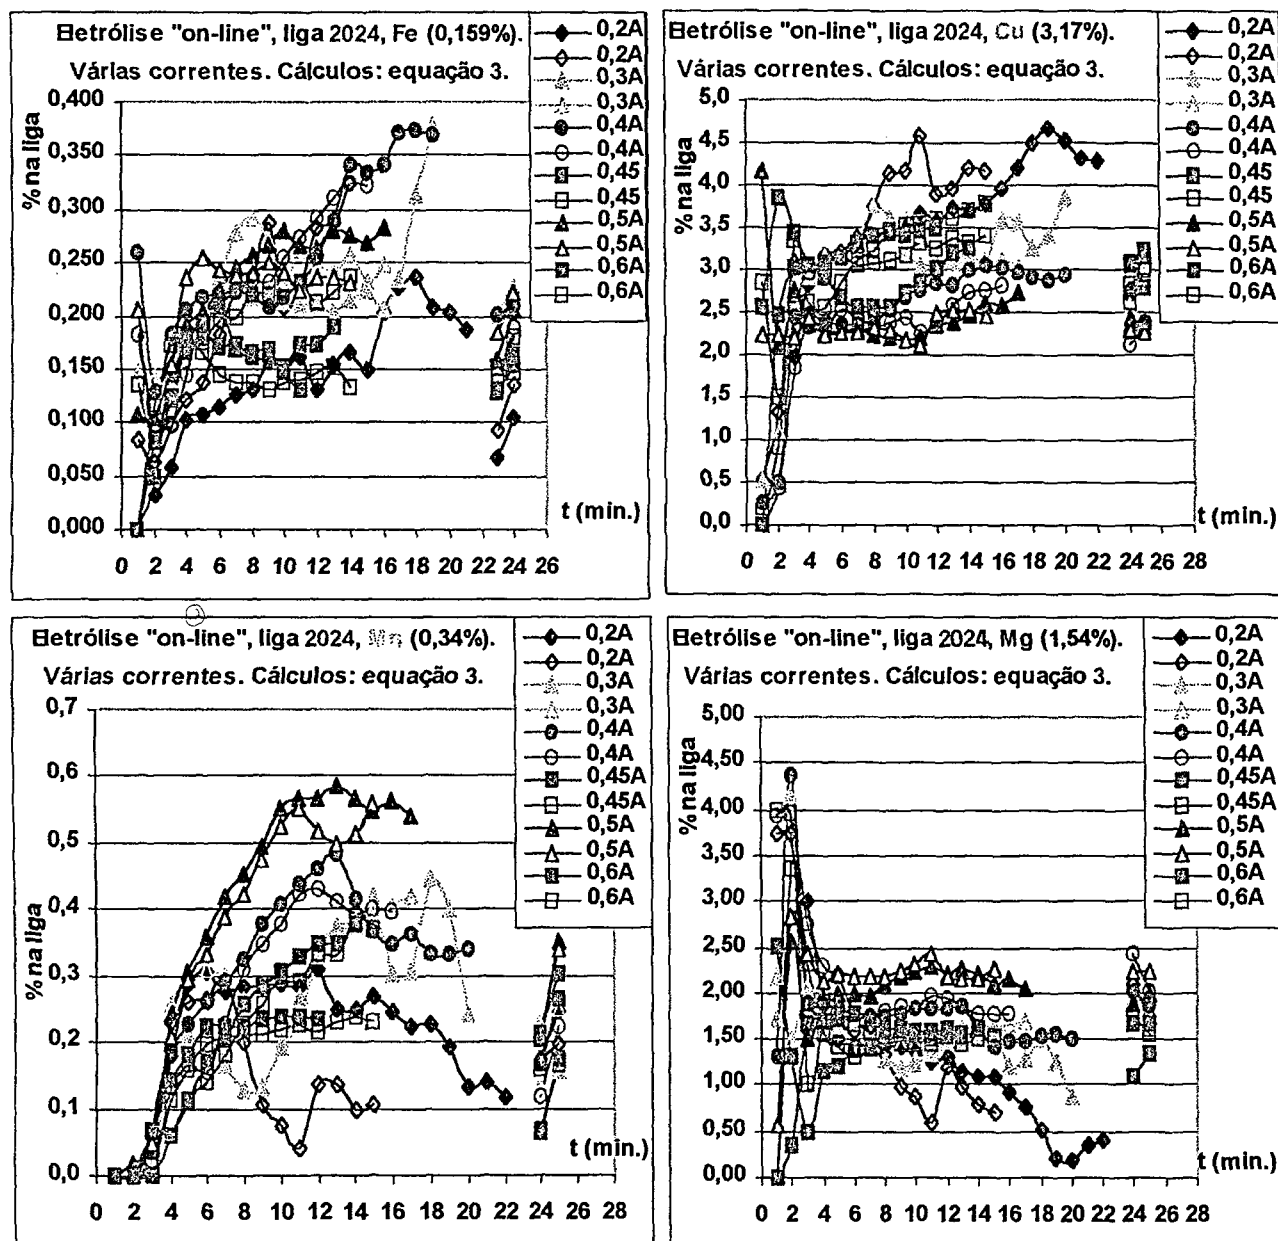 Eletrólise "on-line", liga 2024, Fe (0,159%).
Várias correntes. Cálculos: equação 3.
% na liga
0,400
0,350
0,300
0,250
0,200
0,150
0,100
0,050
0,000
0 2 4 6 8 10 12 14 16 18 20 22 24 26
t (min.)
0,2A
0,2A
0,3A
0,3A
0,4A
0,4A
0,45
0,45
0,5A
0,5A
0,6A
0,6A
Eletrólise "on-line", liga 2024, Cu (3,17%).
Várias correntes. Cálculos: equação 3.
% na liga
5,0
4,5
4,0
3,5
3,0
2,5
2,0
1,5
1,0
0,5
0,0
0 2 4 6 8 10 12 14 16 18 20 22 24 26 28
t (min.)
0,2A
0,2A
0,3A
0,3A
0,4A
0,4A
0,45
0,45
0,5A
0,5A
0,6A
0,6A
Eletrólise "on-line", liga 2024, Mn (0,34%).
Várias correntes. Cálculos: equação 3.
% na liga
0,7
0,6
0,5
0,4
0,3
0,2
0,1
0,0
0 2 4 6 8 10 12 14 16 18 20 22 24 26 28
t (min.)
0,2A
0,2A
0,3A
0,3A
0,4A
0,4A
0,45A
0,45A
0,5A
0,5A
0,6A
0,6A
Eletrólise "on-line", liga 2024, Mg (1,54%).
Várias correntes. Cálculos: equação 3.
% na liga
5,00
4,50
4,00
3,50
3,00
2,50
2,00
1,50
1,00
0,50
0,00
0 2 4 6 8 10 12 14 16 18 20 22 24 26 28
t (min.)
0,2A
0,2A
0,3A
0,3A
0,4A
0,4A
0,45A
0,45A
0,5A
0,5A
0,6A
0,6A